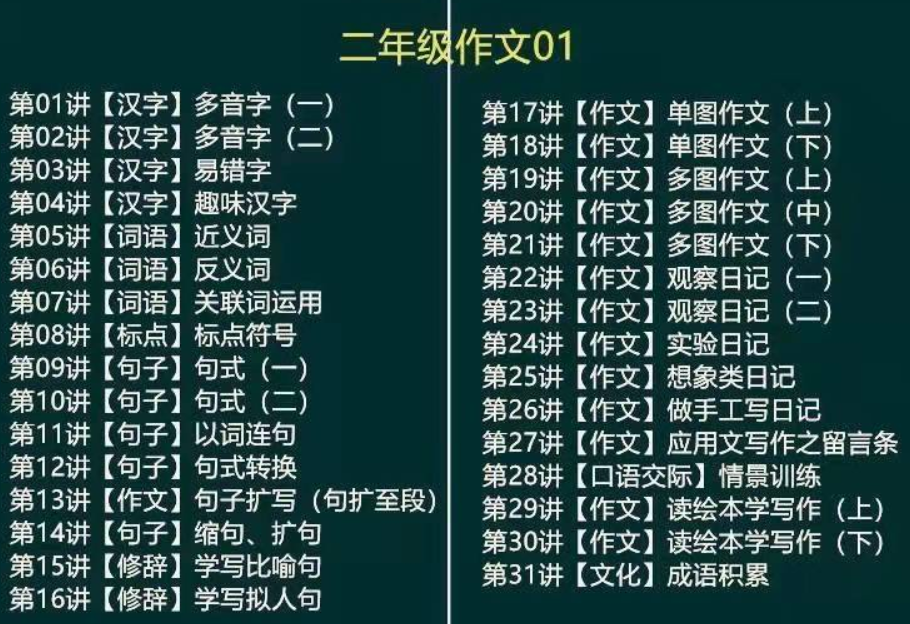 二年级作文01
第01讲【汉字】多音字（一）
第02讲【汉字】多音字（二）
第03讲【汉字】易错字
第04讲【汉字】趣味汉字
第05讲【词语】近义词
第06讲【词语】反义词
第07讲【词语】关联词运用
第08讲【标点】标点符号
第09讲【句子】句式（一）
第10讲【句子】句式（二）
第11讲【句子】以词连句
第12讲【句子】句式转换
第13讲【作文】句子扩写（句扩至段）
第14讲【句子】缩句、扩句
第15讲【修辞】学写比喻句
第16讲【修辞】学写拟人句
第17讲【作文】单图作文（上）
第18讲【作文】单图作文（下）
第19讲【作文】多图作文（上）
第20讲【作文】多图作文（中）
第21讲【作文】多图作文（下）
第22讲【作文】观察日记（一）
第23讲【作文】观察日记（二）
第24讲【作文】实验日记
第25讲【作文】想象类日记
第26讲【作文】做手工写日记
第27讲【作文】应用文写作之留言条
第28讲【口语交际】情景训练
第29讲【作文】读绘本学写作（上）
第30讲【作文】读绘本学写作（下）
第31讲【文化】成语积累